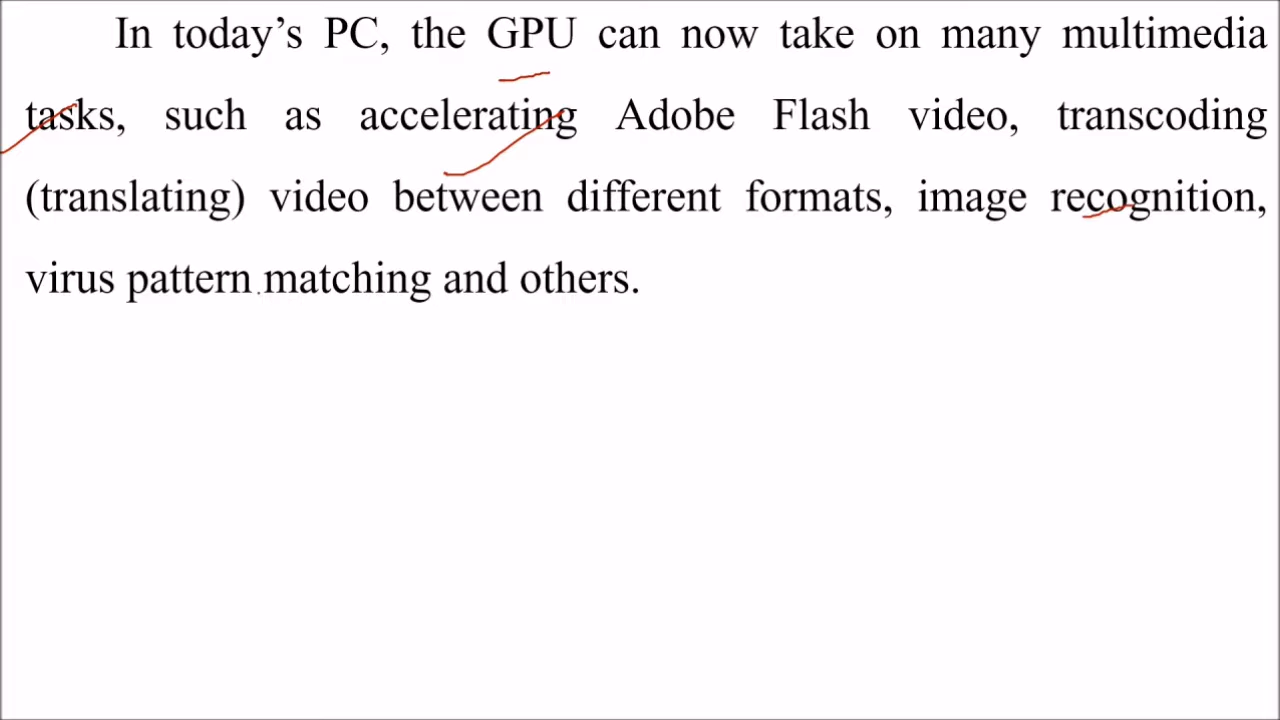 In today’s PC, the GPU can now take on many multimedia
tasks, such as accelerating Adobe Flash video, transcoding
(translating) video between different formats, image recognition,
virus pattern matching and others.